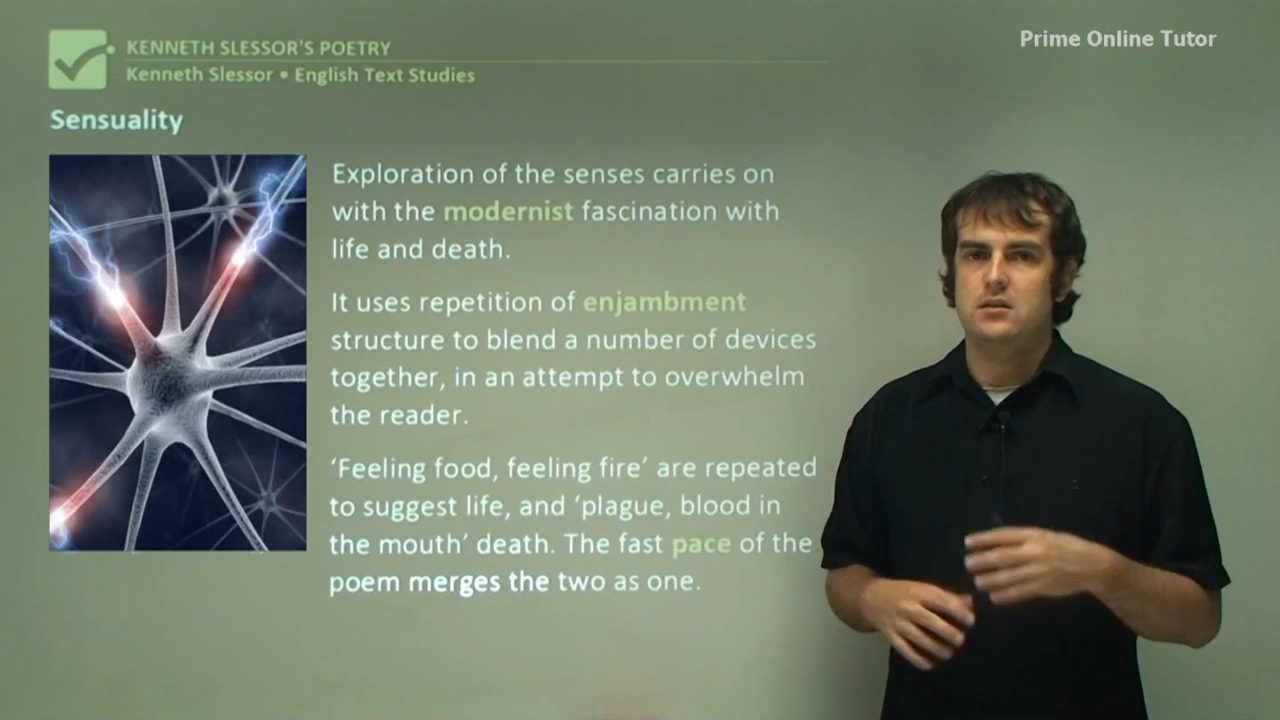 KENNETH SLESSOR'S POETRY
Kenneth Slessor • English Text Studies
Prime Online Tutor
Sensuality
Exploration of the senses carries on
with the modernist fascination with
life and death.
It uses repetition of enjambment
structure to blend a number of devices
together, in an attempt to overwhelm
the reader.
‘Feeling food, feeling fire’ are repeated
to suggest life, and ‘plague, blood in
the mouth’ death. The fast pace of the
poem merges the two as one.